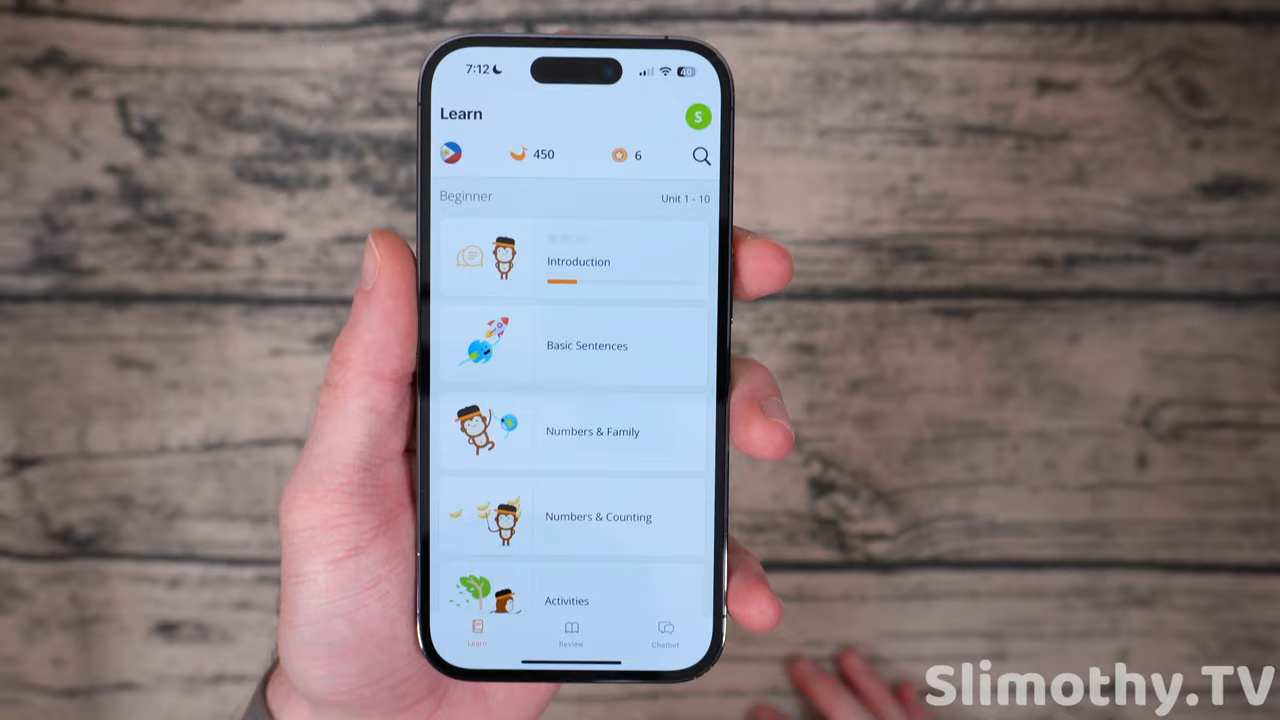 7:12
40
Learn
S
450
6
Beginner
Unit 1 - 10
Introduction
Basic Sentences
Numbers & Family
Numbers & Counting
Activities
Learn
Review
Chatbot
Slimothy.TV